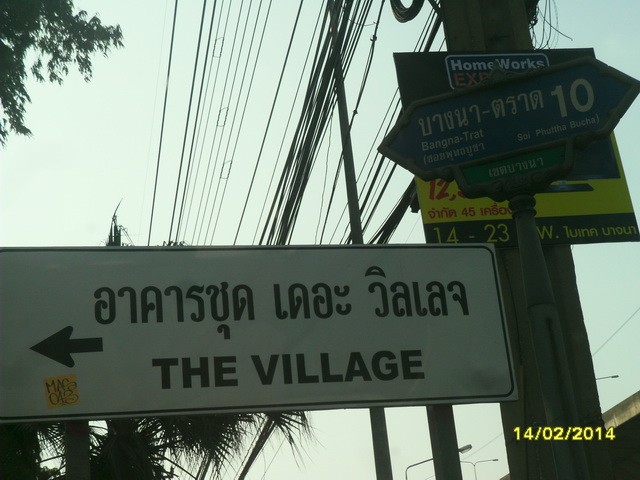 HomeWorks
EXP
บางนา-ตราด 10
Bangna-Trat Soi Phuttha Bucha
(ซอยพุทธบูชา)
เขตบางนา
12,
จำกัด 45 เครื่อง
14 - 23 W. ไบเทค บางนา
อาคารชุด เดอะ วิลเลจ
THE VILLAGE
14/02/2014